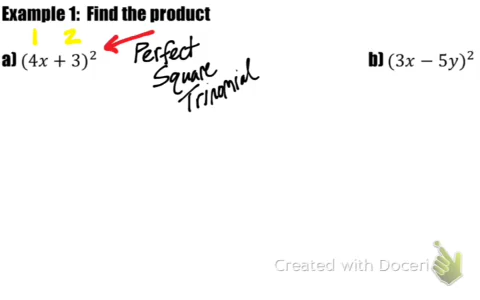 Example 1: Find the product
1 2
a) (4x + 3)²
Perfect
Square
Trinomial
b) (3x − 5y)²
Created with Doceri